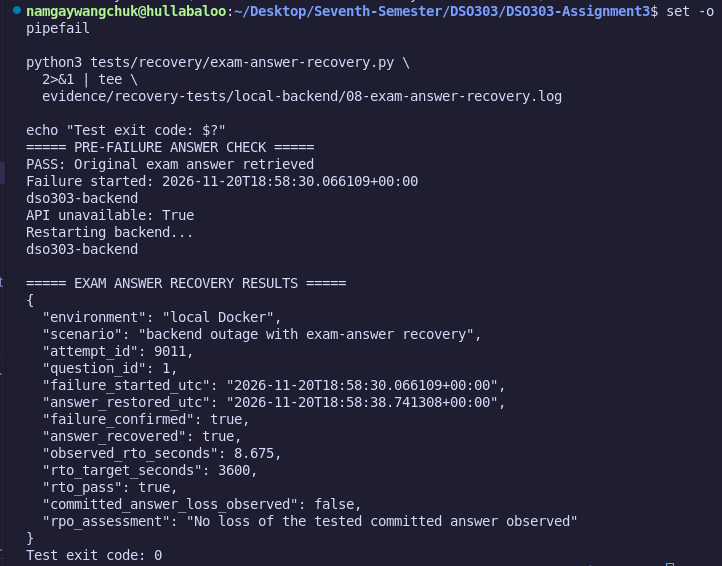 namgaywangchuk@hullabaloo:~/Desktop/Seventh-Semester/DSO303/DSO303-Assignment3$ set -o
pipefail
python3 tests/recovery/exam-answer-recovery.py \
2>&1 | tee \
evidence/recovery-tests/local-backend/08-exam-answer-recovery.log
echo "Test exit code: $?"
===== PRE-FAILURE ANSWER CHECK =====
PASS: Original exam answer retrieved
Failure started: 2026-11-20T18:58:30.066109+00:00
dso303-backend
API unavailable: True
Restarting backend...
dso303-backend
===== EXAM ANSWER RECOVERY RESULTS =====
{
"environment": "local Docker",
"scenario": "backend outage with exam-answer recovery",
"attempt_id": 9011,
"question_id": 1,
"failure_started_utc": "2026-11-20T18:58:30.066109+00:00",
"answer_restored_utc": "2026-11-20T18:58:38.741308+00:00",
"failure_confirmed": true,
"answer_recovered": true,
"observed_rto_seconds": 8.675,
"rto_target_seconds": 3600,
"rto_pass": true,
"committed_answer_loss_observed": false,
"rpo_assessment": "No loss of the tested committed answer observed"
}
Test exit code: 0